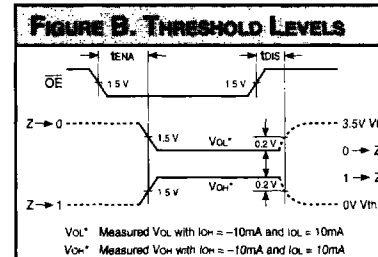 FIGURE B. THRESHOLD LEVELS
tENA tDIS
OE 1.5 V 1.5 V
Z → 0 1.5 V VOL* 0.2 V 3.5V Vth
0 → Z
1 → Z
Z → 1 1.5 V VOH* 0.2 V 0V Vth
VOL* Measured VOL with IOH = −10mA and IOL = 10mA
VOH* Measured VOH with IOH = −10mA and IOL = 10mA